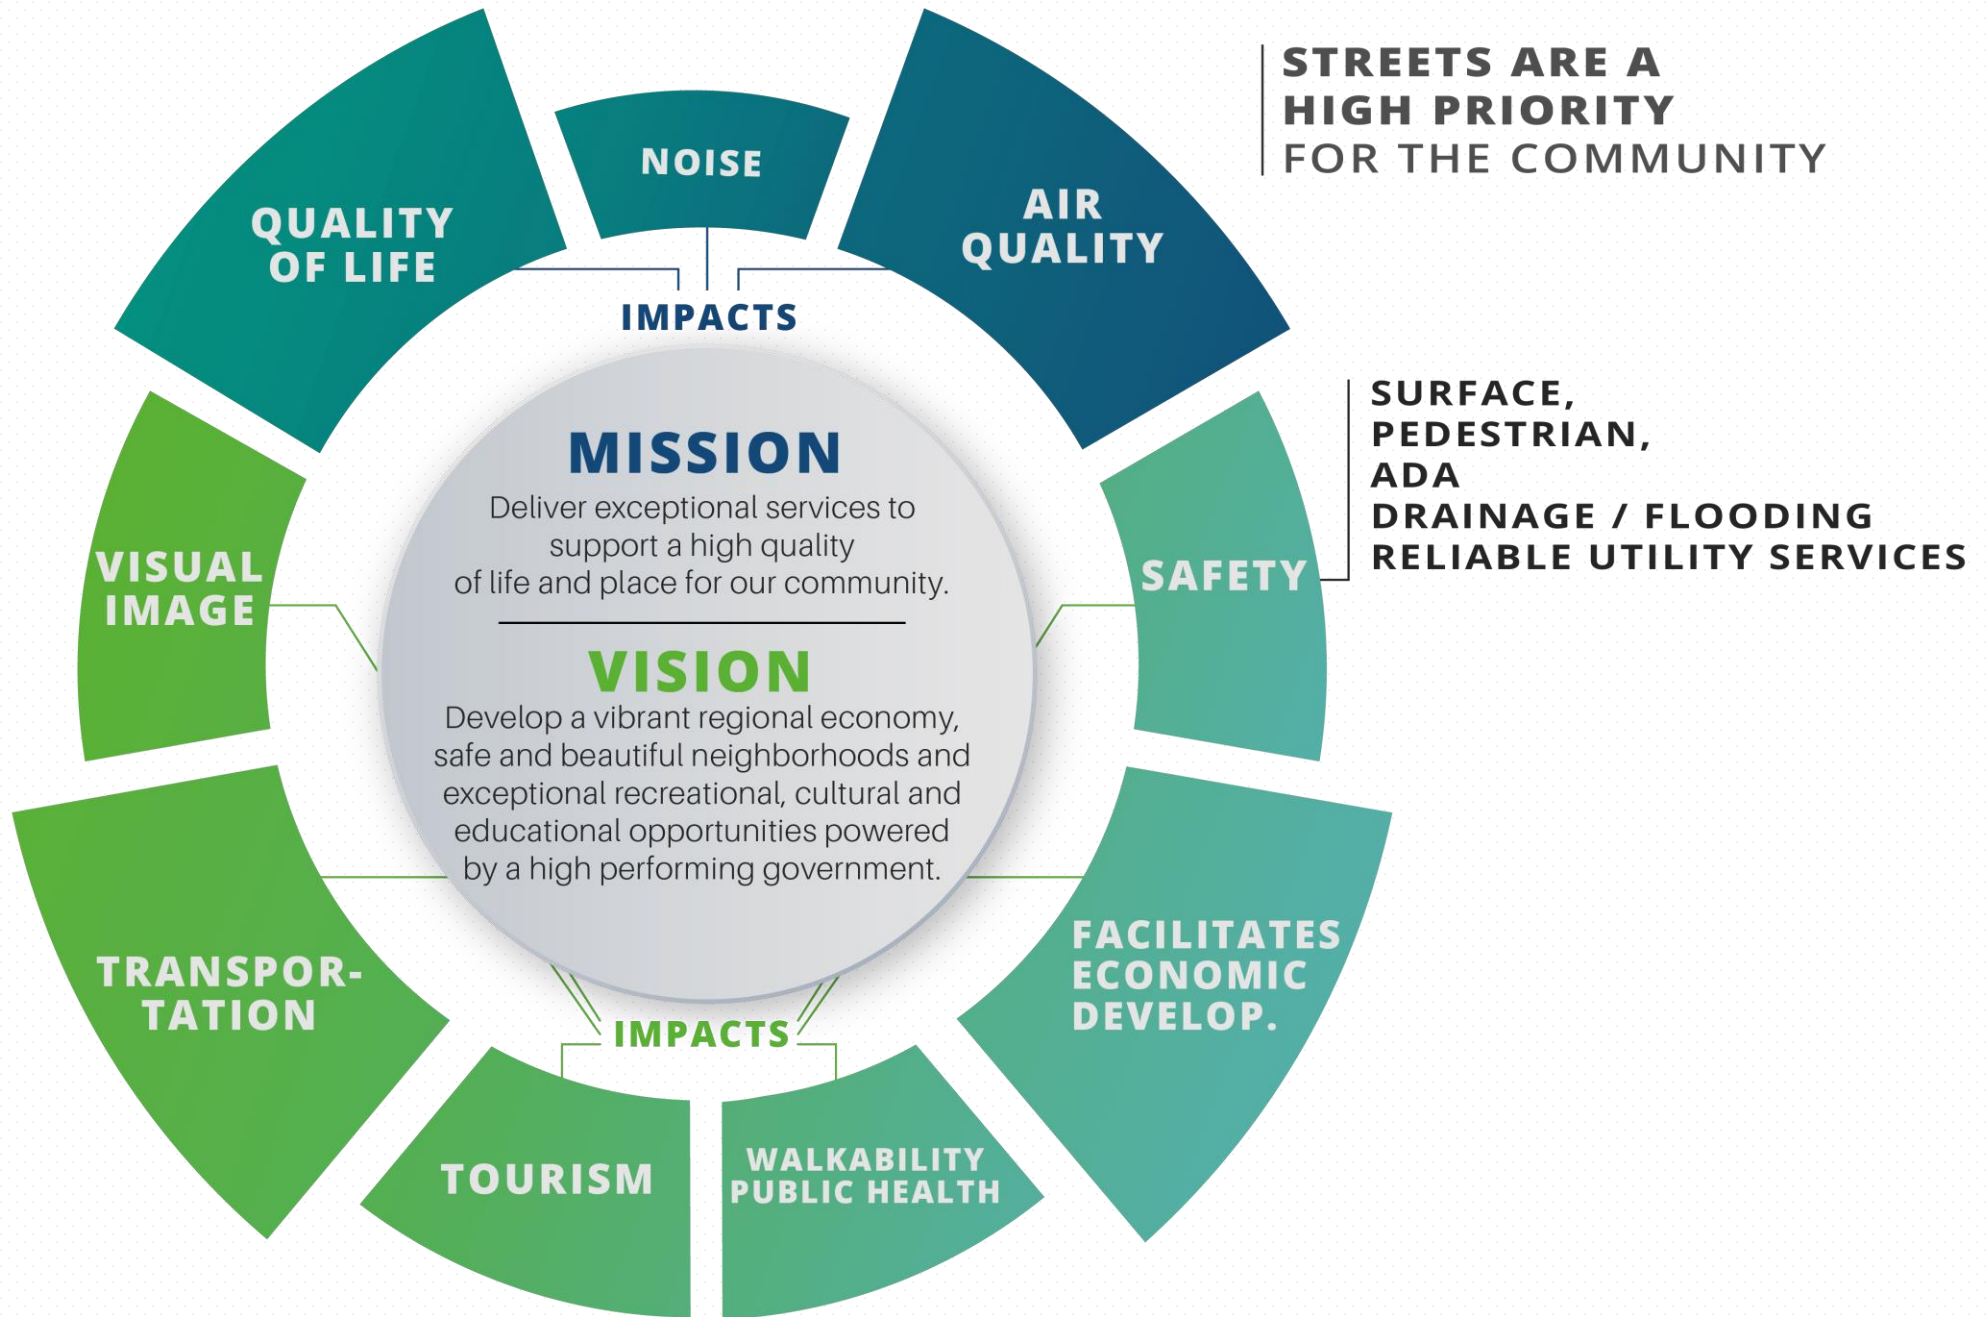 STREETS ARE A
HIGH PRIORITY
FOR THE COMMUNITY
NOISE
QUALITY
OF LIFE
AIR
QUALITY
IMPACTS
SURFACE,
PEDESTRIAN,
ADA
DRAINAGE / FLOODING
RELIABLE UTILITY SERVICES
MISSION
Deliver exceptional services to
support a high quality
of life and place for our community.
VISUAL
IMAGE
SAFETY
VISION
Develop a vibrant regional economy,
safe and beautiful neighborhoods and
exceptional recreational, cultural and
educational opportunities powered
by a high performing government.
TRANSPOR-
TATION
FACILITATES
ECONOMIC
DEVELOP.
IMPACTS
TOURISM
WALKABILITY
PUBLIC HEALTH